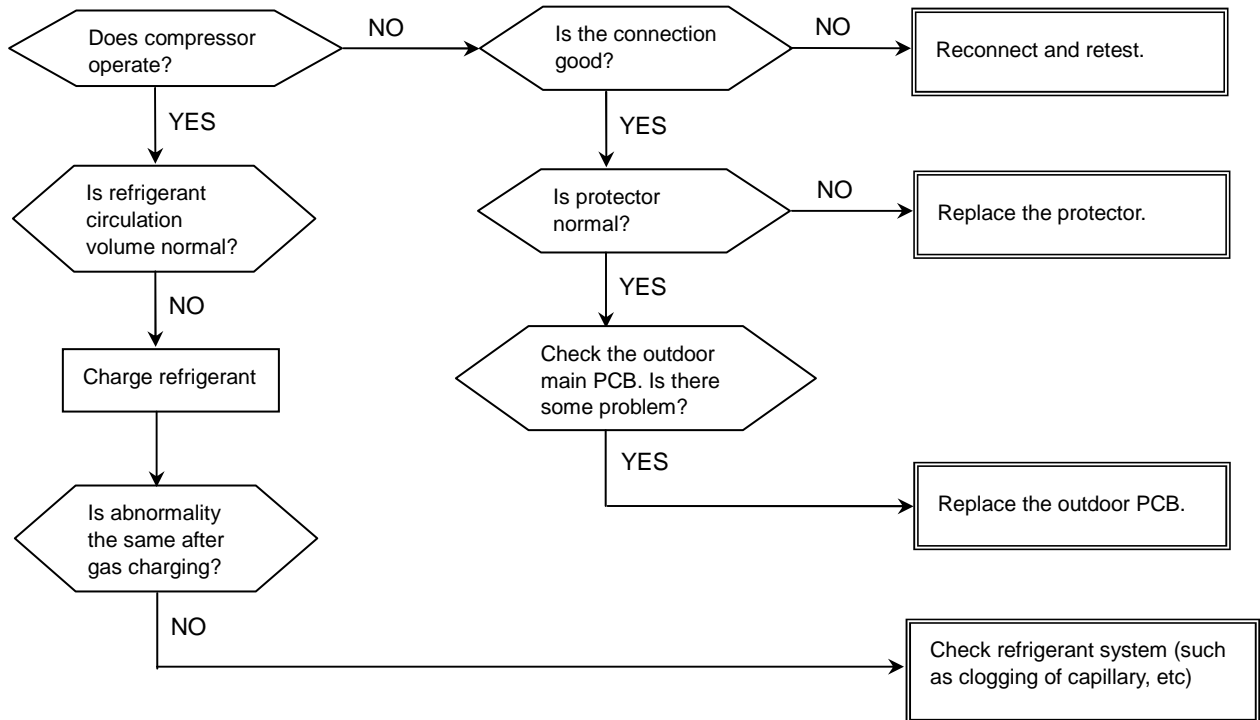 Does compressor
operate?
NO
Is the connection
good?
NO
Reconnect and retest.
YES
YES
Is refrigerant
circulation
volume normal?
Is protector
normal?
NO
Replace the protector.
NO
YES
Charge refrigerant
Check the outdoor
main PCB. Is there
some problem?
YES
Is abnormality
the same after
gas charging?
Replace the outdoor PCB.
NO
Check refrigerant system (such
as clogging of capillary, etc)